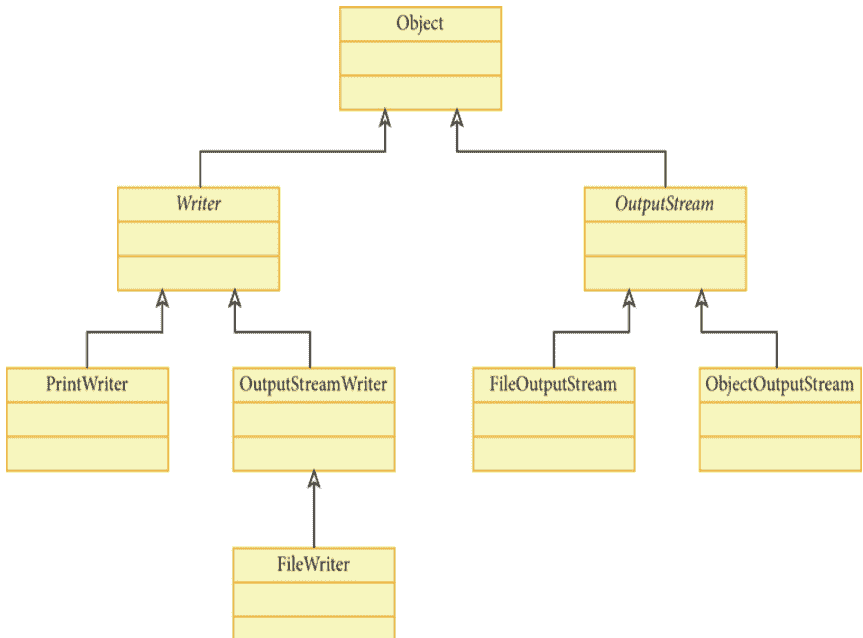 Object
Writer
OutputStream
PrintWriter
OutputStreamWriter
FileOutputStream
ObjectOutputStream
FileWriter